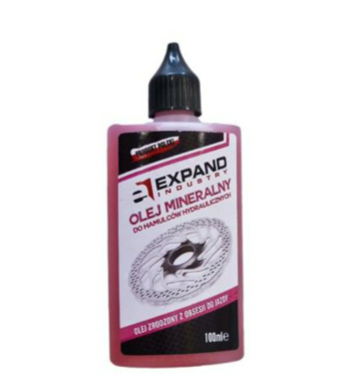 EXPAND
INDUSTRY
OLEJ MINERALNY
DO HAMULCÓW HYDRAULICZNYCH
OLEJ ZRODZONY Z OBSESJI DO JAZDY
100ml e